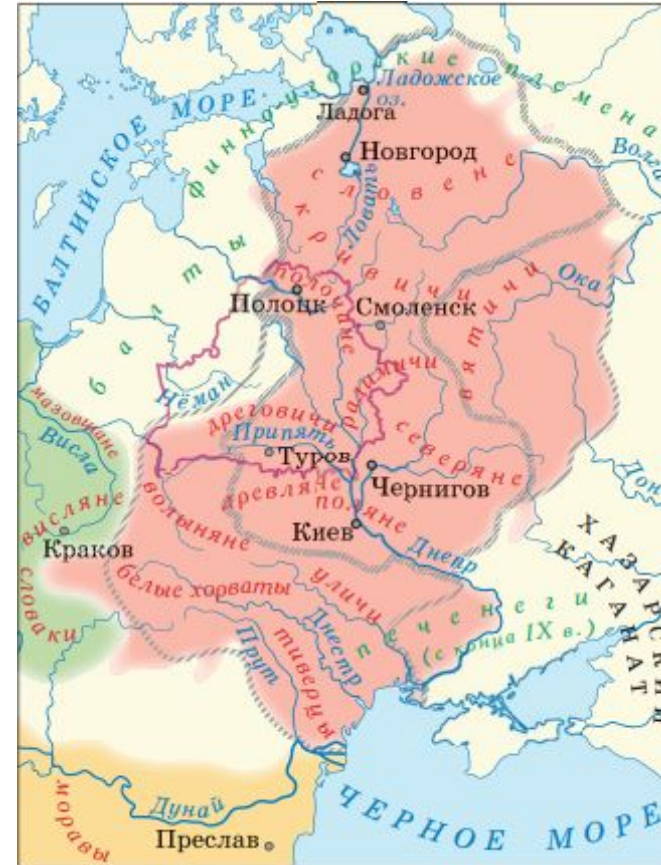 финно-угорские племена
Ладожское
оз.
Ладога
БАЛТИЙСКОЕ МОРЕ
Новгород
Волга
словене
Ловать
кривичи
балты
Ока
полочане
Полоцк
Смоленск
вятичи
Нёман
радимичи
мазовшане
дреговичи
Висла
Припять
северяне
Туров
Дон
Чернигов
висляне
волыняне
древляне
поляне
Киев
Краков
ХАЗАРСКИЙ
КАГАНАТ
Днепр
словаки
белые хорваты
уличи
печенеги
(с конца IX в.)
Днестр
Прут
тиверцы
Дунай
моравы
Преслав
ЧЕРНОЕ МОРЕ